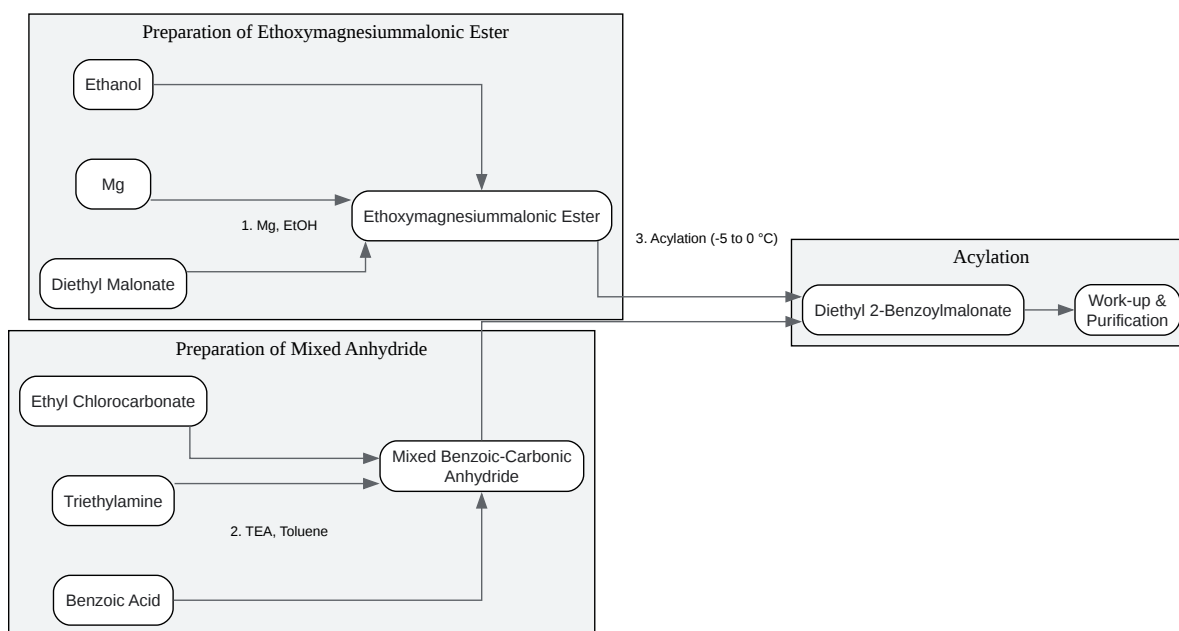 Preparation of Ethoxymagnesiummalonic Ester
Ethanol
Mg
1. Mg, EtOH
Ethoxymagnesiummalonic Ester
Diethyl Malonate
3. Acylation (-5 to 0 °C)
Acylation
Diethyl 2-Benzoylmalonate
Work-up &
Purification
Preparation of Mixed Anhydride
Ethyl Chlorocarbonate
Mixed Benzoic-Carbonic
Anhydride
Triethylamine
2. TEA, Toluene
Benzoic Acid